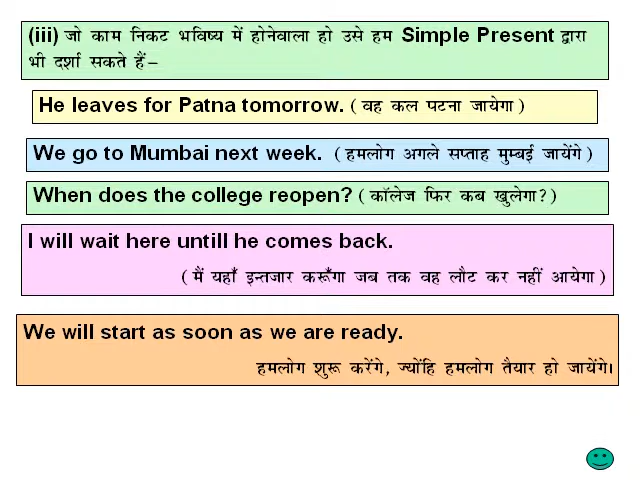 (iii) जो काम निकट भविष्य में होनेवाला हो उसे हम Simple Present द्वारा
भी दर्शा सकते हैं–
He leaves for Patna tomorrow. ( वह कल पटना जायेगा )
We go to Mumbai next week. ( हमलोग अगले सप्ताह मुम्बई जायेंगे )
When does the college reopen? ( कॉलेज फिर कब खुलेगा? )
I will wait here untill he comes back.
( मैं यहाँ इन्तजार करूँगा जब तक वह लौट कर नहीं आयेगा )
We will start as soon as we are ready.
हमलोग शुरू करेंगे, ज्योंहि हमलोग तैयार हो जायेंगे।